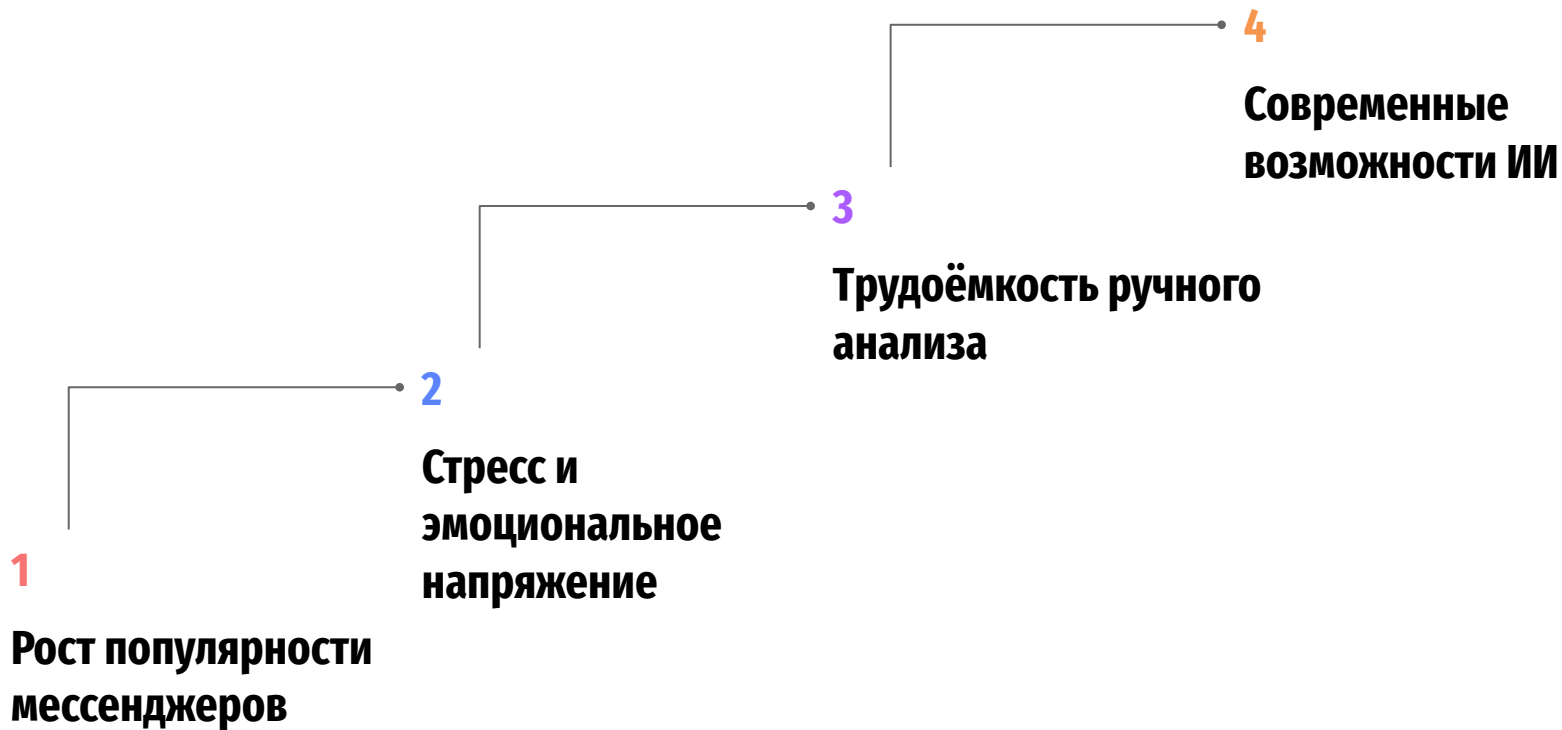 1
Рост популярности
мессенджеров
2
Стресс и
эмоциональное
напряжение
3
Трудоёмкость ручного
анализа
4
Современные
возможности ИИ